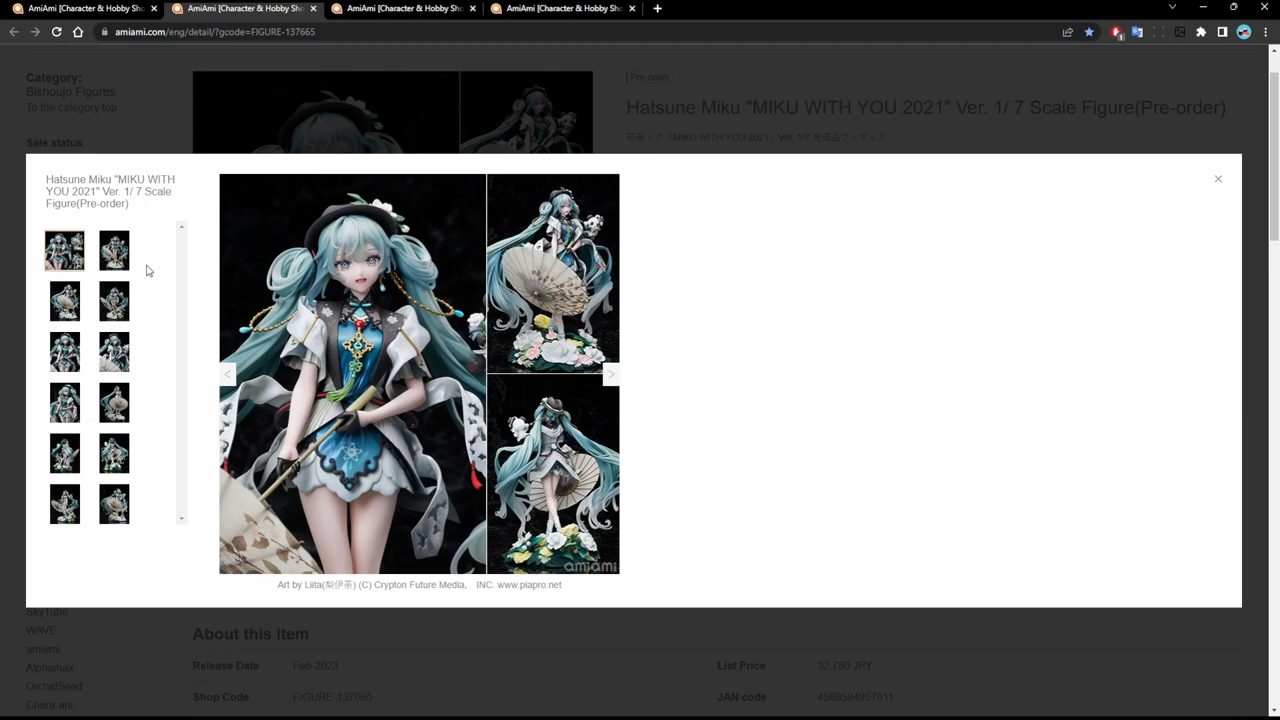 AmiAmi [Character & Hobby Sho
AmiAmi [Character & Hobby Sho
AmiAmi [Character & Hobby Sho
AmiAmi [Character & Hobby Sho
amiami.com/eng/detail/?gcode=FIGURE-137665
1
Category:
Bishoujo Figures
To the category top
Sale status
Pre-order
Hatsune Miku "MIKU WITH YOU 2021" Ver. 1/ 7 Scale Figure(Pre-order)
初音ミク「MIKU WITH YOU 2021」Ver. 1/7 完成品フィギュア
Hatsune Miku "MIKU WITH
YOU 2021" Ver. 1/ 7 Scale
Figure(Pre-order)
amiami
Art by Liita(梨伊茶) (C) Crypton Future Media, INC. www.piapro.net
SkyTube
WAVE
amiami
Alphamax
OrchidSeed
Chara-ani
About this item
Release Date Feb-2023 List Price 32,780 JPY
Shop Code FIGURE-137665 JAN code 4589584957611